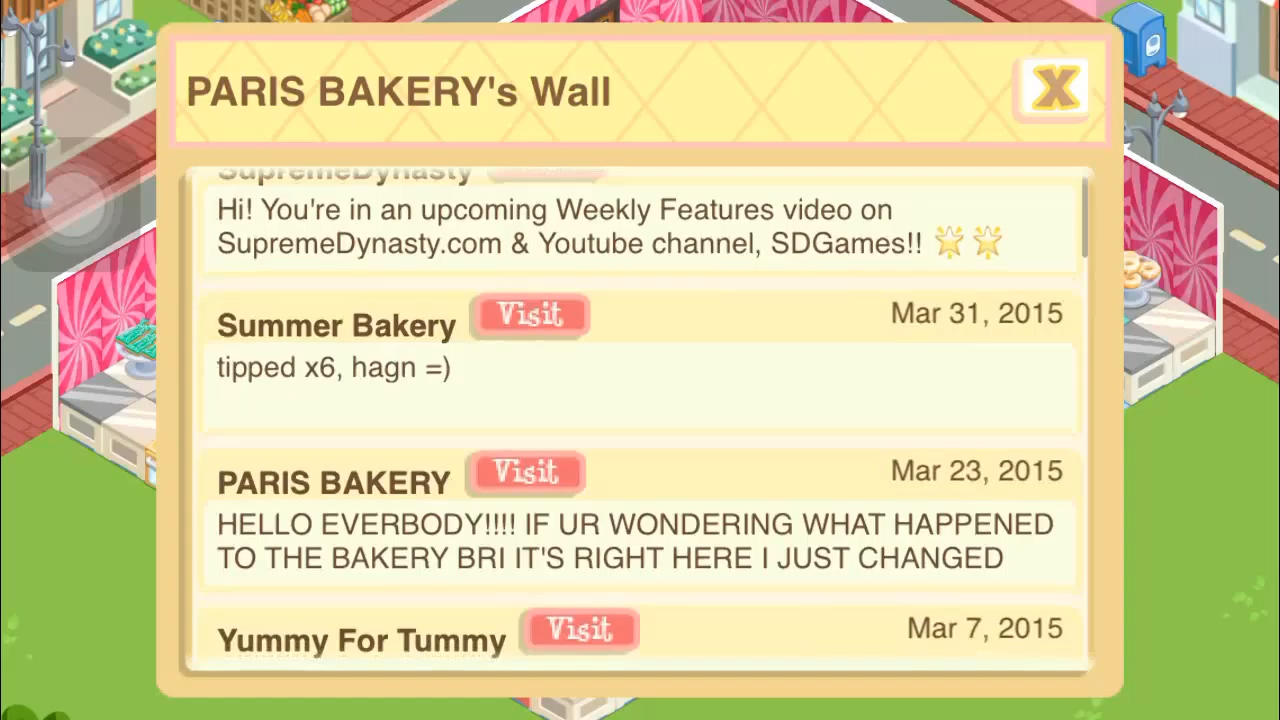 PARIS BAKERY's Wall
X
SupremeDynasty
Hi! You're in an upcoming Weekly Features video on
SupremeDynasty.com & Youtube channel, SDGames!! 🌟 🌟
Summer Bakery Visit Mar 31, 2015
tipped x6, hagn =)
PARIS BAKERY Visit Mar 23, 2015
HELLO EVERBODY!!!! IF UR WONDERING WHAT HAPPENED
TO THE BAKERY BRI IT'S RIGHT HERE I JUST CHANGED
Yummy For Tummy Visit Mar 7, 2015